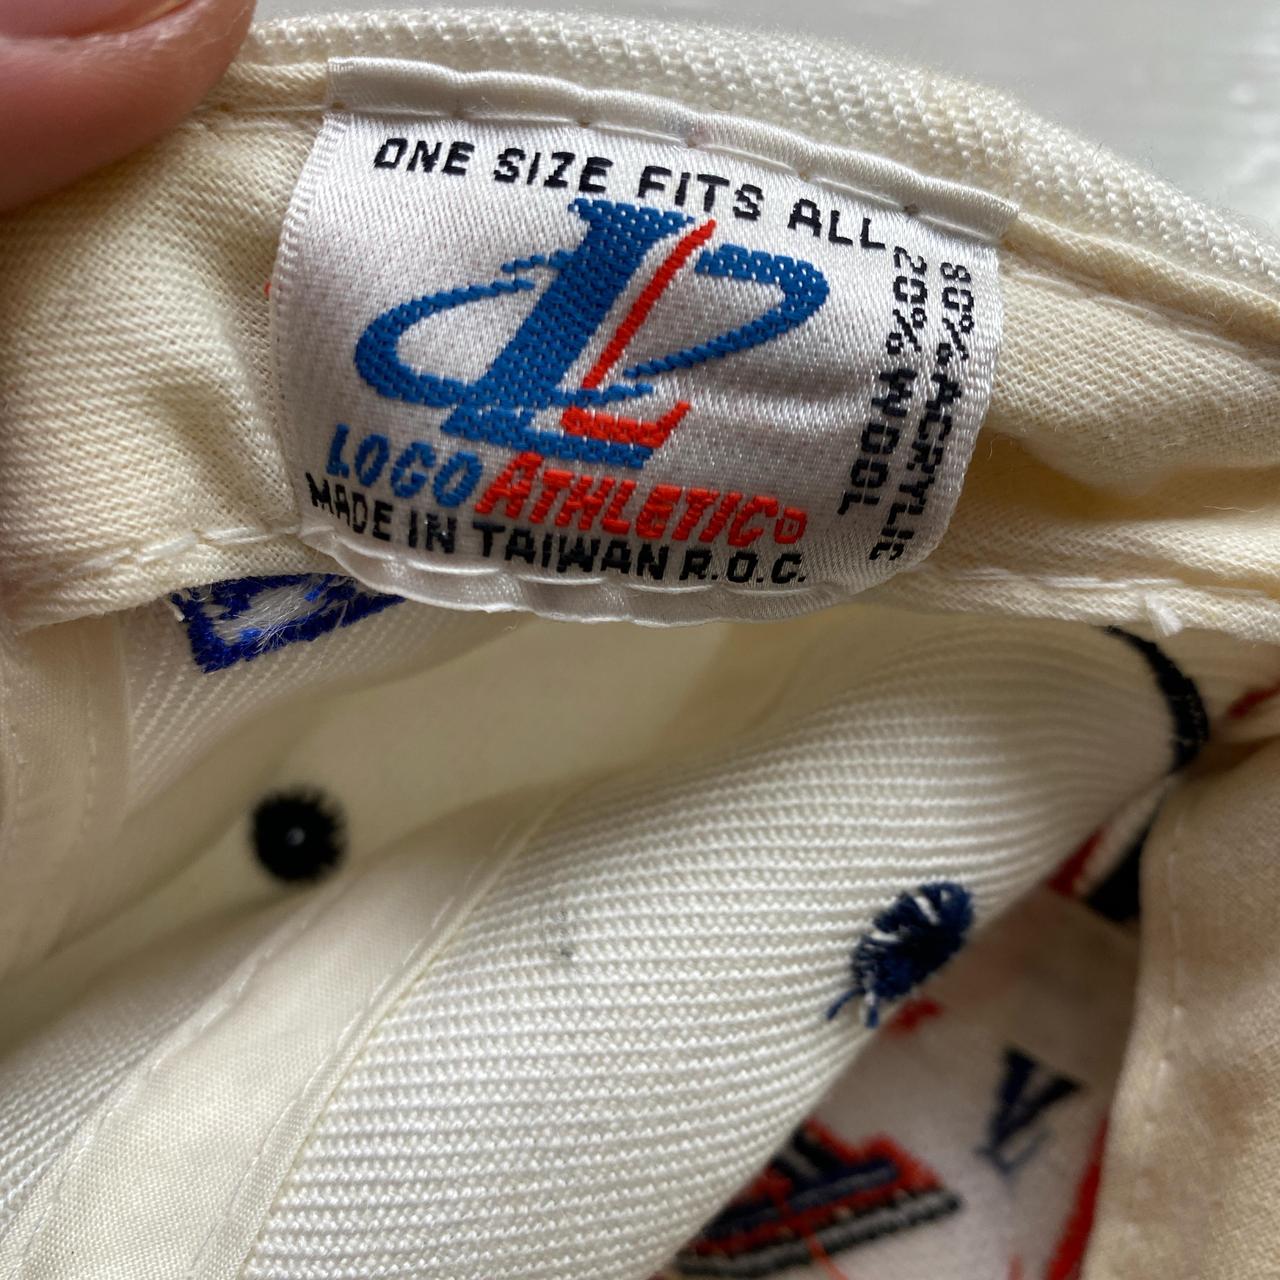 ONE SIZE FITS ALL
80% ACRYLIC
20% WOOL
LOGO ATHLETIC®
MADE IN TAIWAN R.O.C.